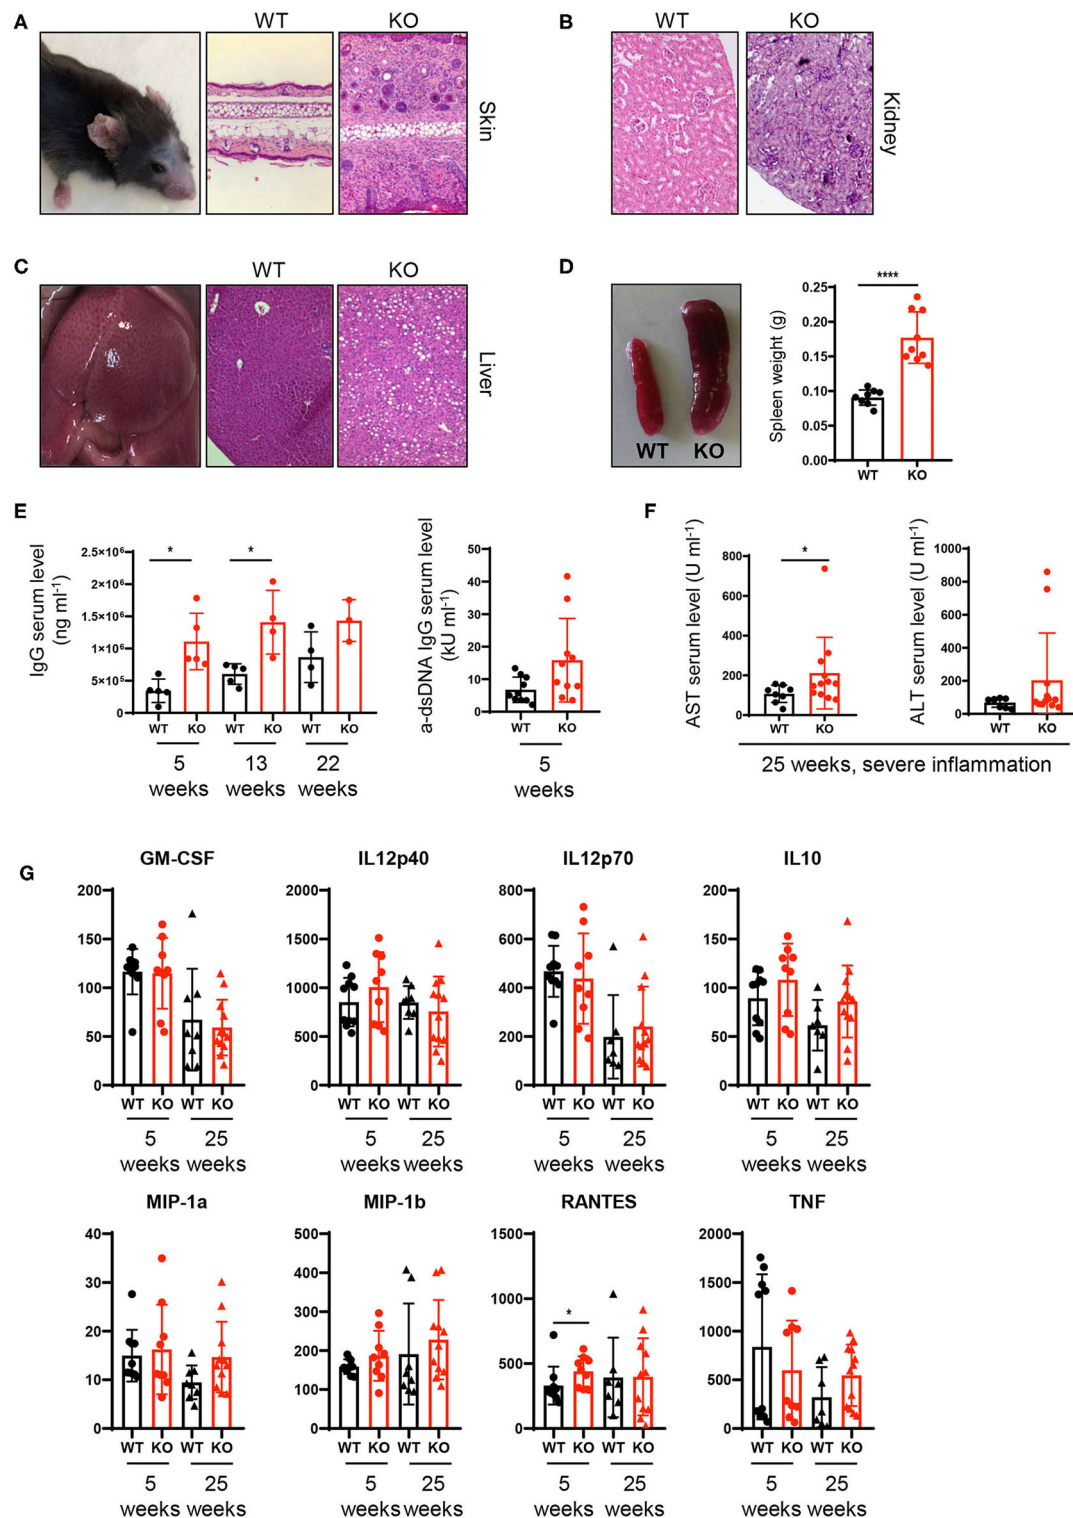 A
WT
KO
Skin
B
WT
KO
Kidney
C
WT
KO
Liver
D
WT
KO
Spleen weight (g)
****
0.25
0.20
0.15
0.10
0.05
0.00
WT
KO
E
IgG serum level
(ng ml-1)
2.5×10⁶
2×10⁶
1.5×10⁶
1×10⁶
5×10⁵
0
*
*
WT KO WT KO WT KO
5 13 22
weeks weeks weeks
a-dsDNA IgG serum level
(kU ml-1)
50
40
30
20
10
0
WT KO
5
weeks
F
AST serum level (U ml-1)
800
600
400
200
0
*
WT KO
ALT serum level (U ml-1)
1000
800
600
400
200
0
WT KO
25 weeks, severe inflammation
G
GM-CSF
200
150
100
50
0
WT KO WT KO
5 25
weeks weeks
IL12p40
2000
1500
1000
500
0
WT KO WT KO
5 25
weeks weeks
IL12p70
800
600
400
200
0
WT KO WT KO
5 25
weeks weeks
IL10
200
150
100
50
0
WT KO WT KO
5 25
weeks weeks
MIP-1a
40
30
20
10
0
WT KO WT KO
5 25
weeks weeks
MIP-1b
500
400
300
200
100
0
WT KO WT KO
5 25
weeks weeks
RANTES
1500
1000
500
0
*
WT KO WT KO
5 25
weeks weeks
TNF
2000
1500
1000
500
0
WT KO WT KO
5 25
weeks weeks